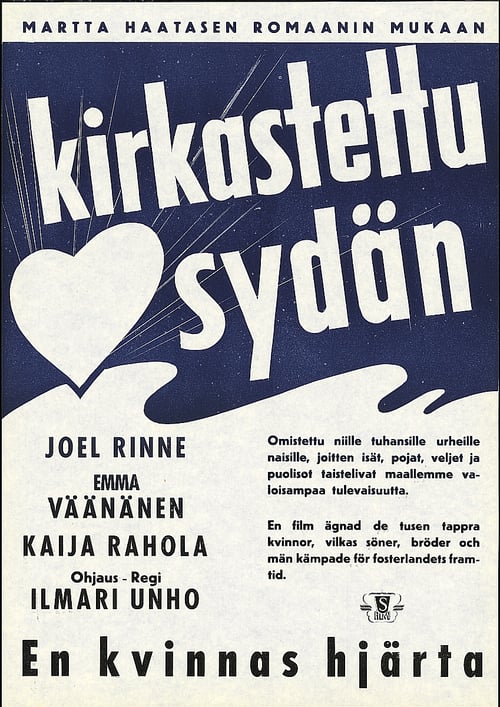 MARTTA HAATASEN ROMAANIN MUKAAN
kirkastettu
sydän
JOEL RINNE
EMMA
VÄÄNÄNEN
KAIJA RAHOLA
Ohjaus - Regi
ILMARI UNHO
Omistettu niille tuhansille urheille
naisille, joitten isät, pojat, veljet ja
puolisot taistelivat maallemme va-
loisampaa tulevaisuutta.
En film ägnad de tusen tappra
kvinnor, vilkas söner, bröder och
män kämpade för fosterlandets fram-
tid.
S
En kvinnas hjärta